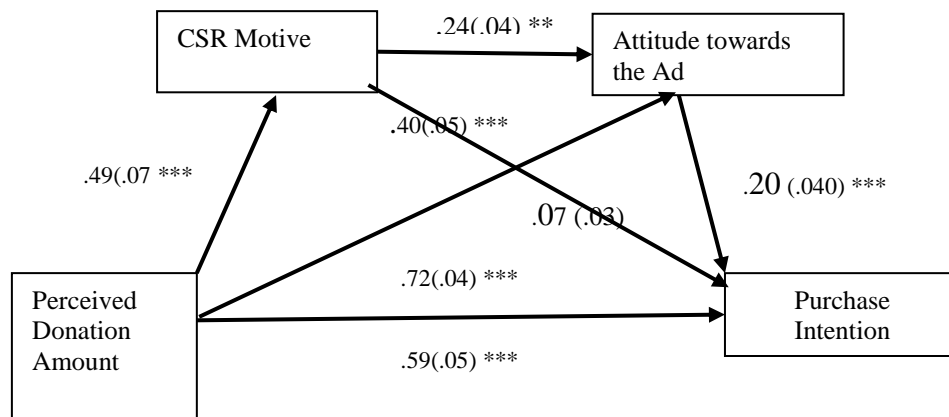 .24(.04) **
CSR Motive
Attitude towards
the Ad
.40(.05) ***
.49(.07 ***
.20 (.040) ***
.07 (.03)
.72(.04) ***
Perceived
Donation
Amount
Purchase
Intention
.59(.05) ***